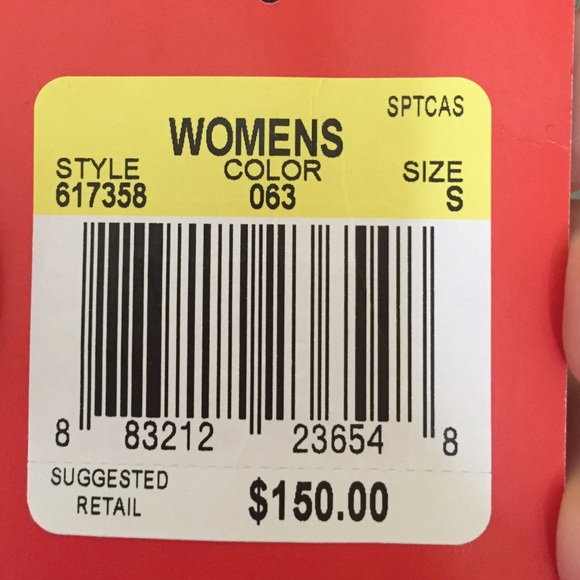 SPTCAS
WOMENS
STYLE COLOR SIZE
617358 063 S
8 83212 23654 8
SUGGESTED
RETAIL
$150.00